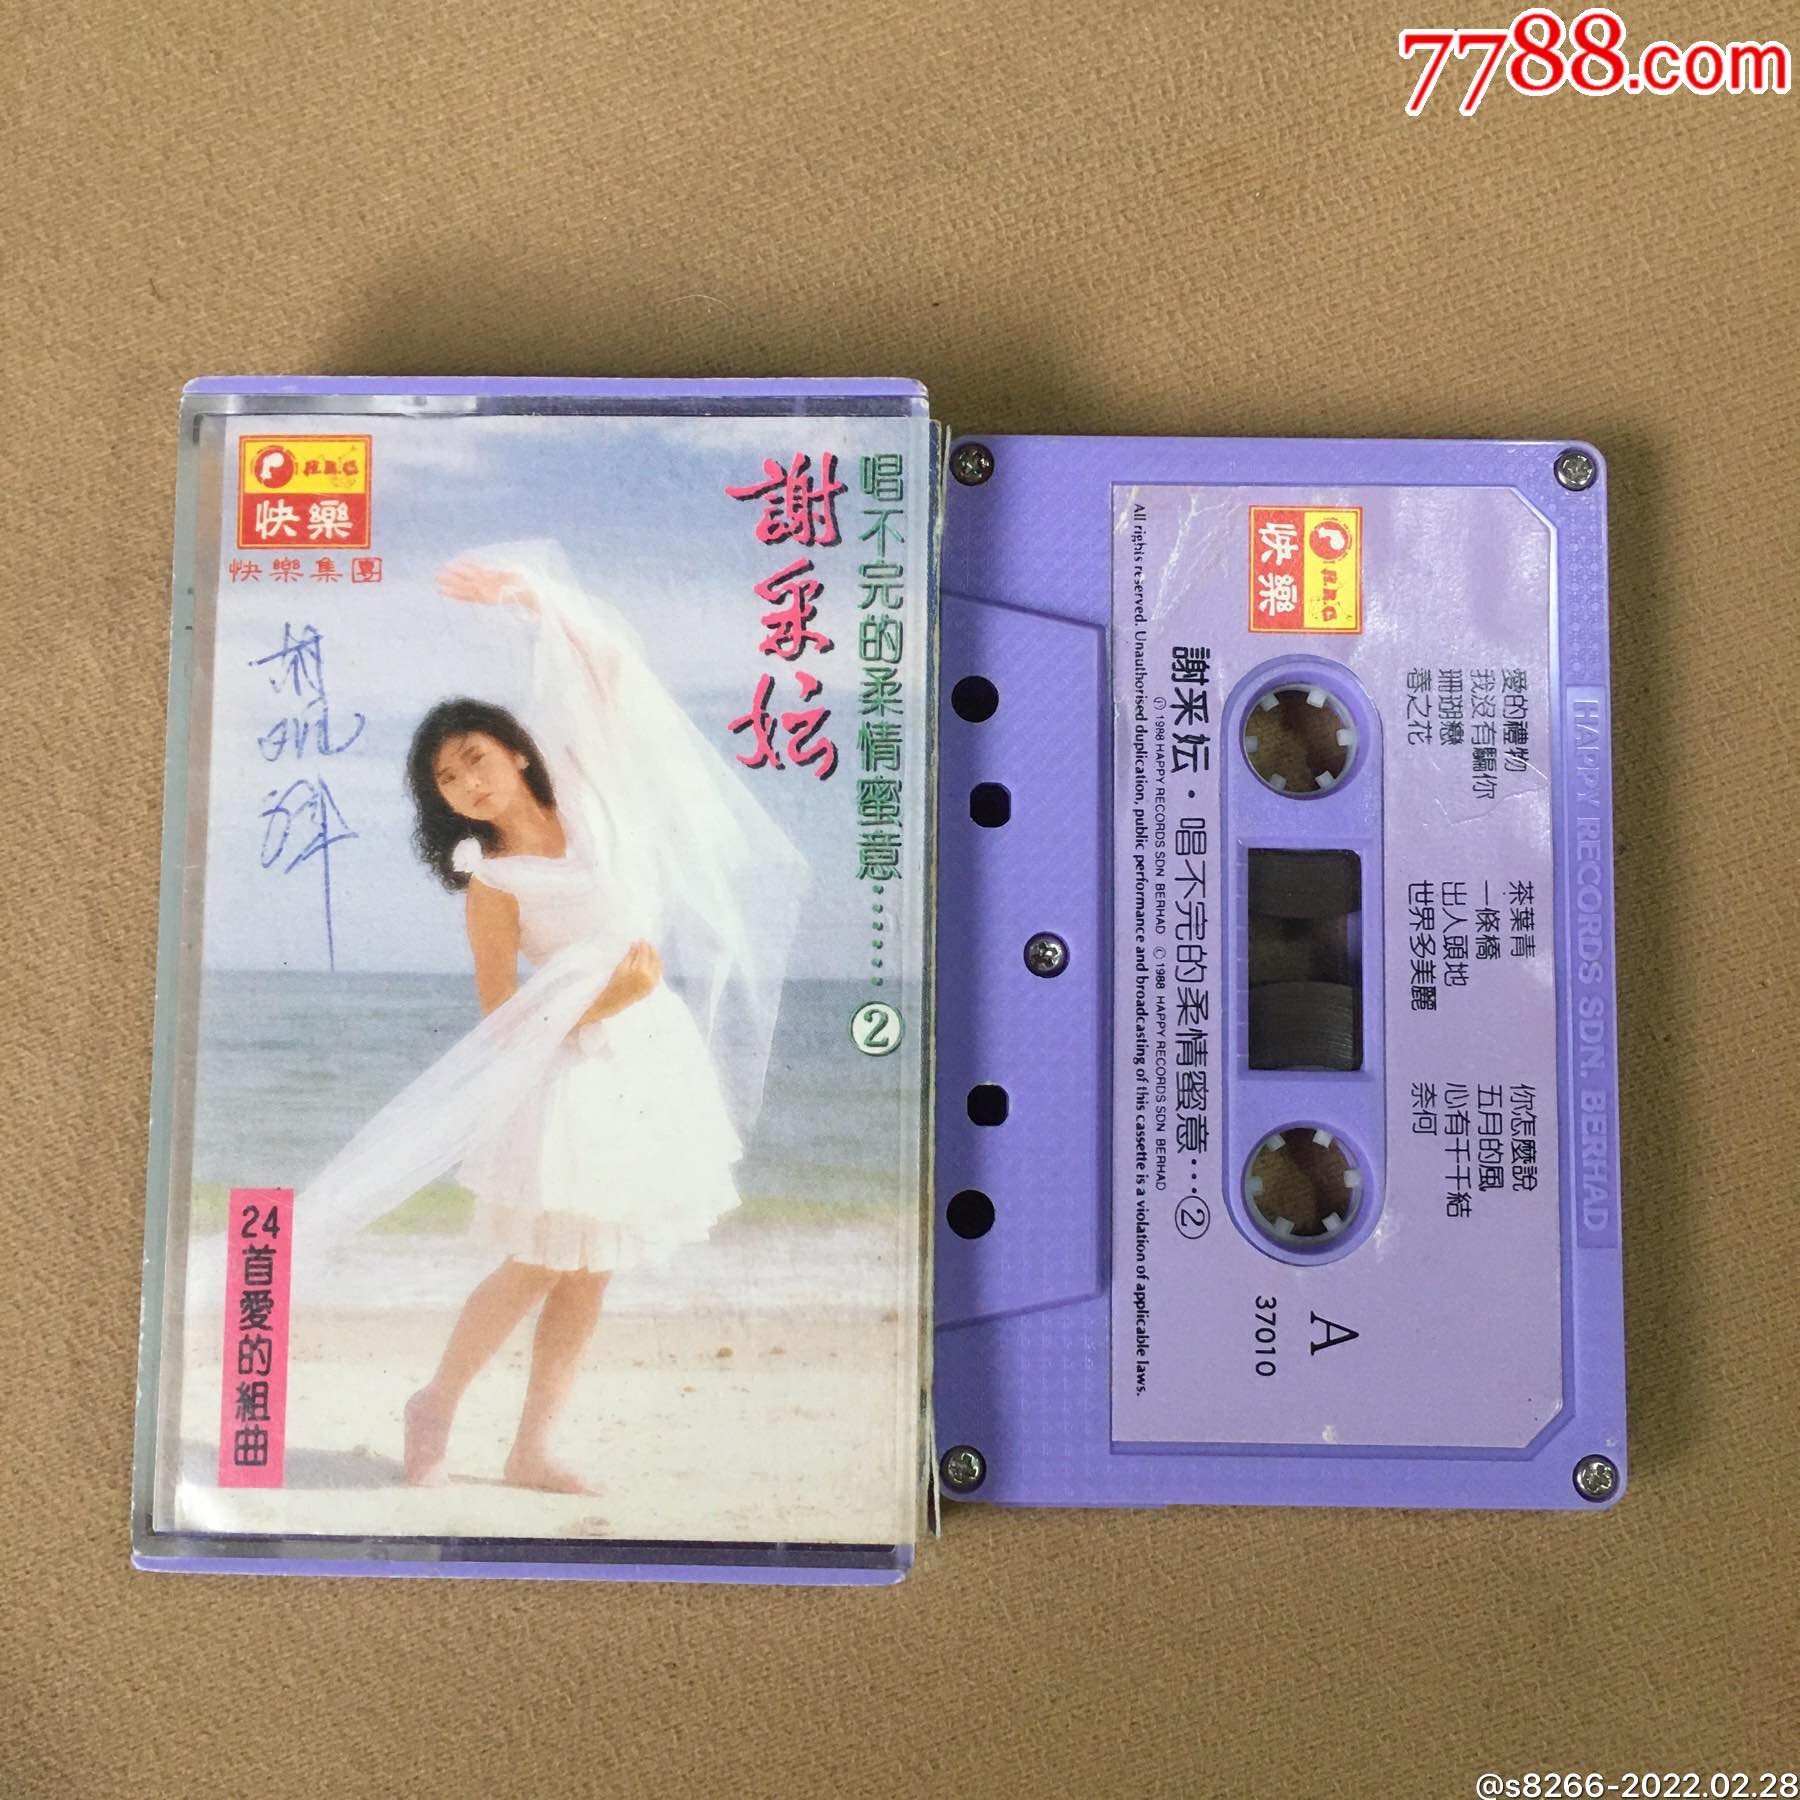 7788.com
H.R.C
快樂
快樂集團
謝采妘
唱不完的柔情蜜意......②
24首愛的組曲
H.R.C
快樂
愛的禮物
我沒有騙你
珊瑚戀
春之花
茶葉青
一條橋
出人頭地
世界多美麗
你怎麼說
五月的風
心有千千結
奈何
謝采妘·唱不完的柔情蜜意...②
Ⓟ 1988 HAPPY RECORDS SDN BERHAD © 1988 HAPPY RECORDS SDN BERHAD
All rights reserved. Unauthorised duplication, public performance and broadcasting of this cassette is a violation of applicable laws.
A
37010
HAPPY RECORDS SDN. BERHAD
@s8266-2022.02.28